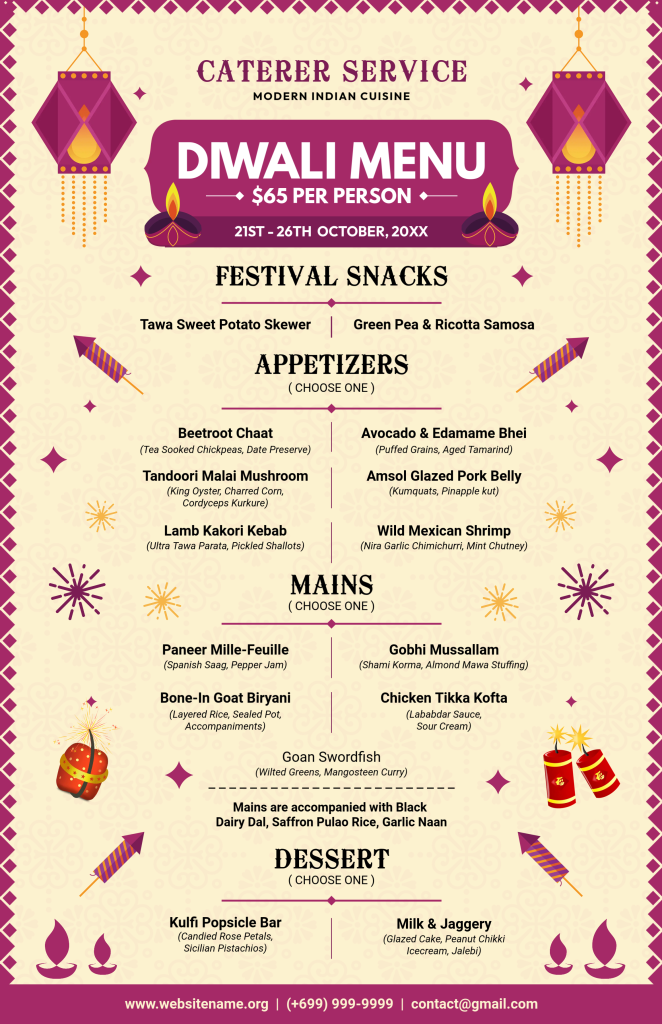 CATERER SERVICE
MODERN INDIAN CUISINE
DIWALI MENU
$65 PER PERSON
21ST - 26TH OCTOBER, 20XX
FESTIVAL SNACKS
Tawa Sweet Potato Skewer | Green Pea & Ricotta Samosa
APPETIZERS
( CHOOSE ONE )
Beetroot Chaat
(Tea Sooked Chickpeas, Date Preserve)
Avocado & Edamame Bhei
(Puffed Grains, Aged Tamarind)
Tandoori Malai Mushroom
(King Oyster, Charred Corn,
Cordyceps Kurkure)
Amsol Glazed Pork Belly
(Kumquats, Pinapple kut)
Lamb Kakori Kebab
(Ultra Tawa Parata, Pickled Shallots)
Wild Mexican Shrimp
(Nira Garlic Chimichurri, Mint Chutney)
MAINS
( CHOOSE ONE )
Paneer Mille-Feuille
(Spanish Saag, Pepper Jam)
Gobhi Mussallam
(Shami Korma, Almond Mawa Stuffing)
Bone-In Goat Biryani
(Layered Rice, Sealed Pot,
Accompaniments)
Chicken Tikka Kofta
(Lababdar Sauce,
Sour Cream)
Goan Swordfish
(Wilted Greens, Mangosteen Curry)
Mains are accompanied with Black
Dairy Dal, Saffron Pulao Rice, Garlic Naan
DESSERT
( CHOOSE ONE )
Kulfi Popsicle Bar
(Candied Rose Petals,
Sicilian Pistachios)
Milk & Jaggery
(Glazed Cake, Peanut Chikki
Icecream, Jalebi)
www.websitename.org | (+699) 999-9999 | contact@gmail.com